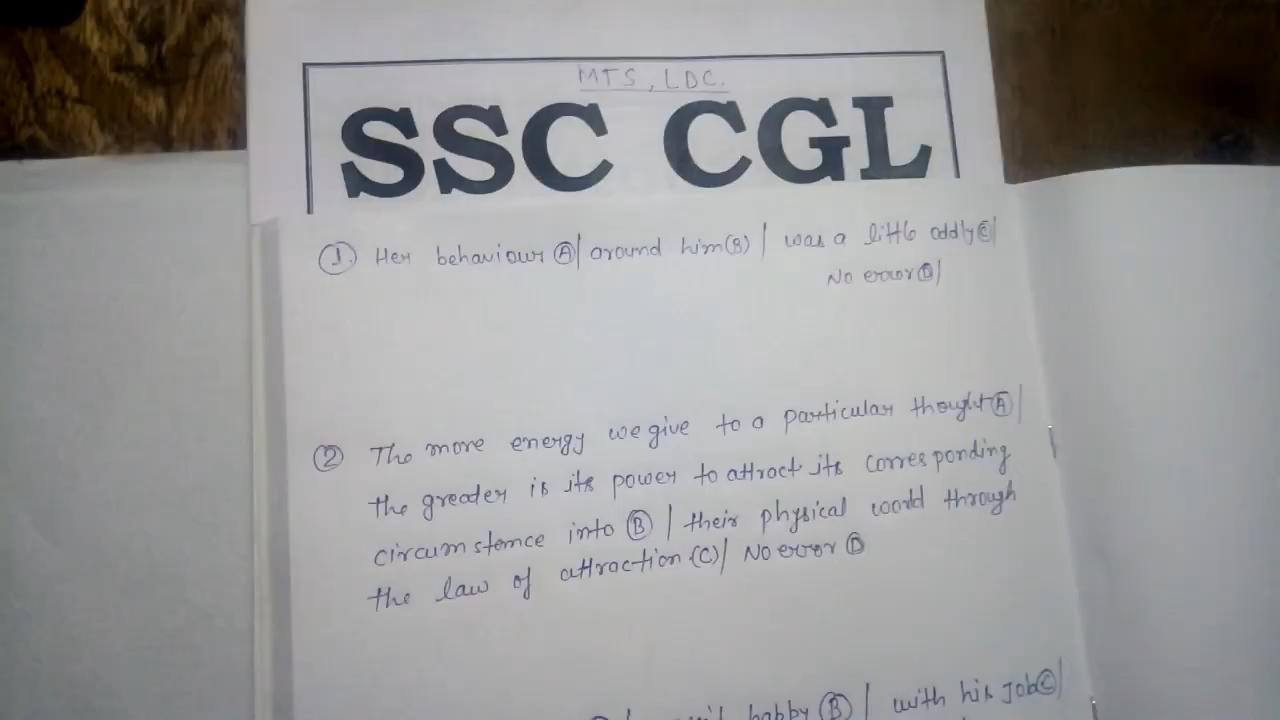 MTS, LDC.
SSC CGL
① Her behaviour Ⓐ/ around him(B) / was a little oddly Ⓒ/
No error Ⓓ/
② The more energy we give to a particular thought Ⓐ/
the greater is its power to attract its corresponding
circumstance into Ⓑ / their physical world through
the law of attraction (C)/ No error Ⓓ
happy Ⓑ / with his Job Ⓒ/